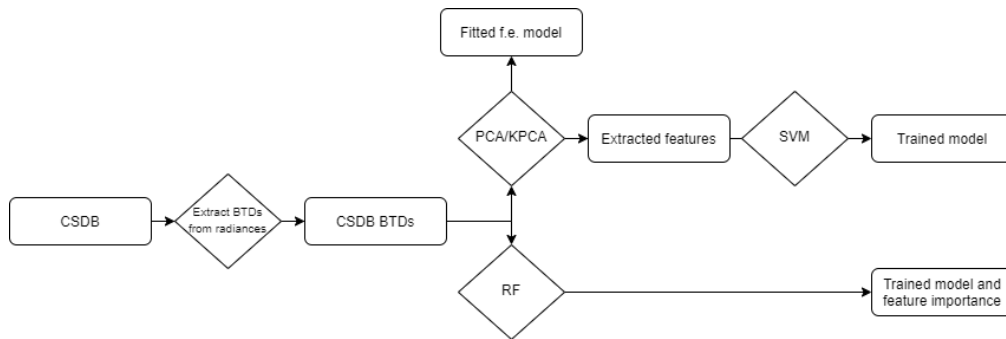 Fitted f.e. model
PCA/KPCA
Extracted features
SVM
Trained model
CSDB
Extract BTDs
from radiances
CSDB BTDs
RF
Trained model and
feature importance